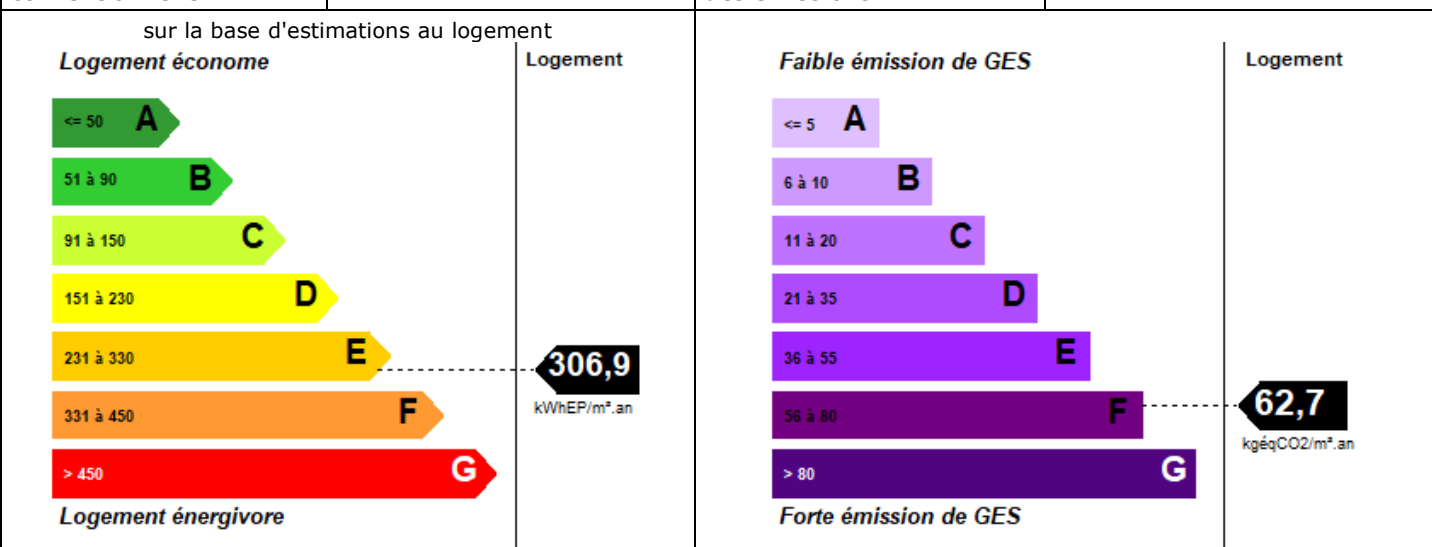 sur la base d'estimations au logement
Logement économe
Logement
<= 50 A
51 à 90 B
91 à 150 C
151 à 230 D
231 à 330 E
306,9
kWhEP/m².an
331 à 450 F
> 450 G
Logement énergivore
Faible émission de GES
Logement
<= 5 A
6 à 10 B
11 à 20 C
21 à 35 D
36 à 55 E
56 à 80 F
62,7
kgéqCO2/m².an
> 80 G
Forte émission de GES